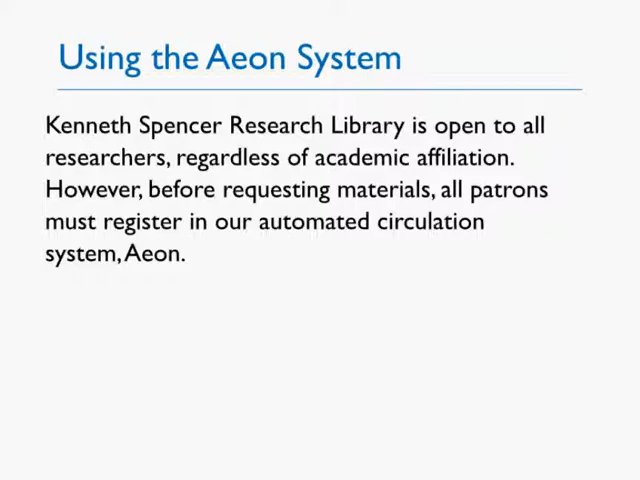 Using the Aeon System
Kenneth Spencer Research Library is open to all
researchers, regardless of academic affiliation.
However, before requesting materials, all patrons
must register in our automated circulation
system, Aeon.